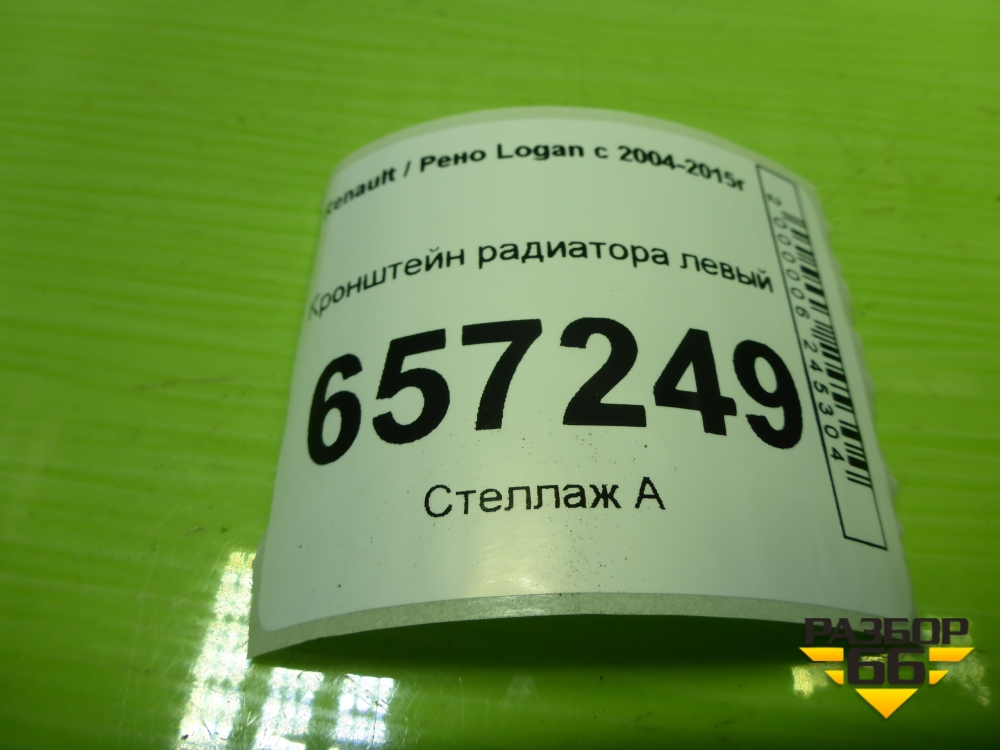 Renault / Рено Logan с 2004-2015г
Кронштейн радиатора левый
657249
Стеллаж А
2000006245304
РАЗБОР
66